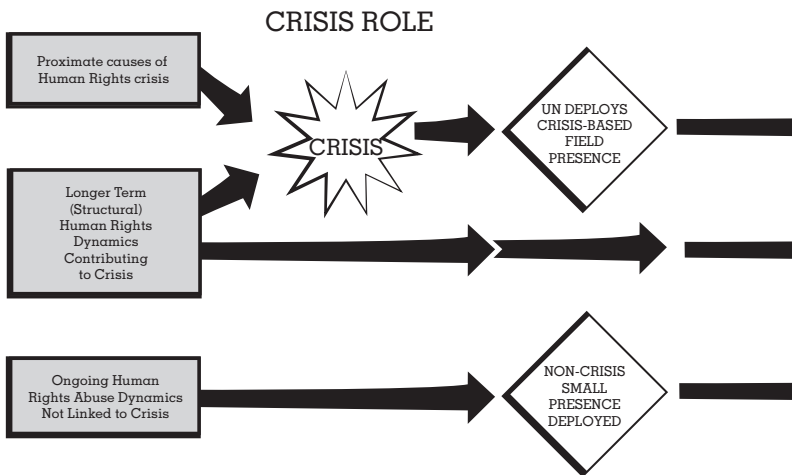 CRISIS ROLE
Proximate causes of
Human Rights crisis
CRISIS
UN DEPLOYS
CRISIS-BASED
FIELD
PRESENCE
Longer Term
(Structural)
Human Rights
Dynamics
Contributing
to Crisis
Ongoing Human
Rights Abuse Dynamics
Not Linked to Crisis
NON-CRISIS
SMALL
PRESENCE
DEPLOYED